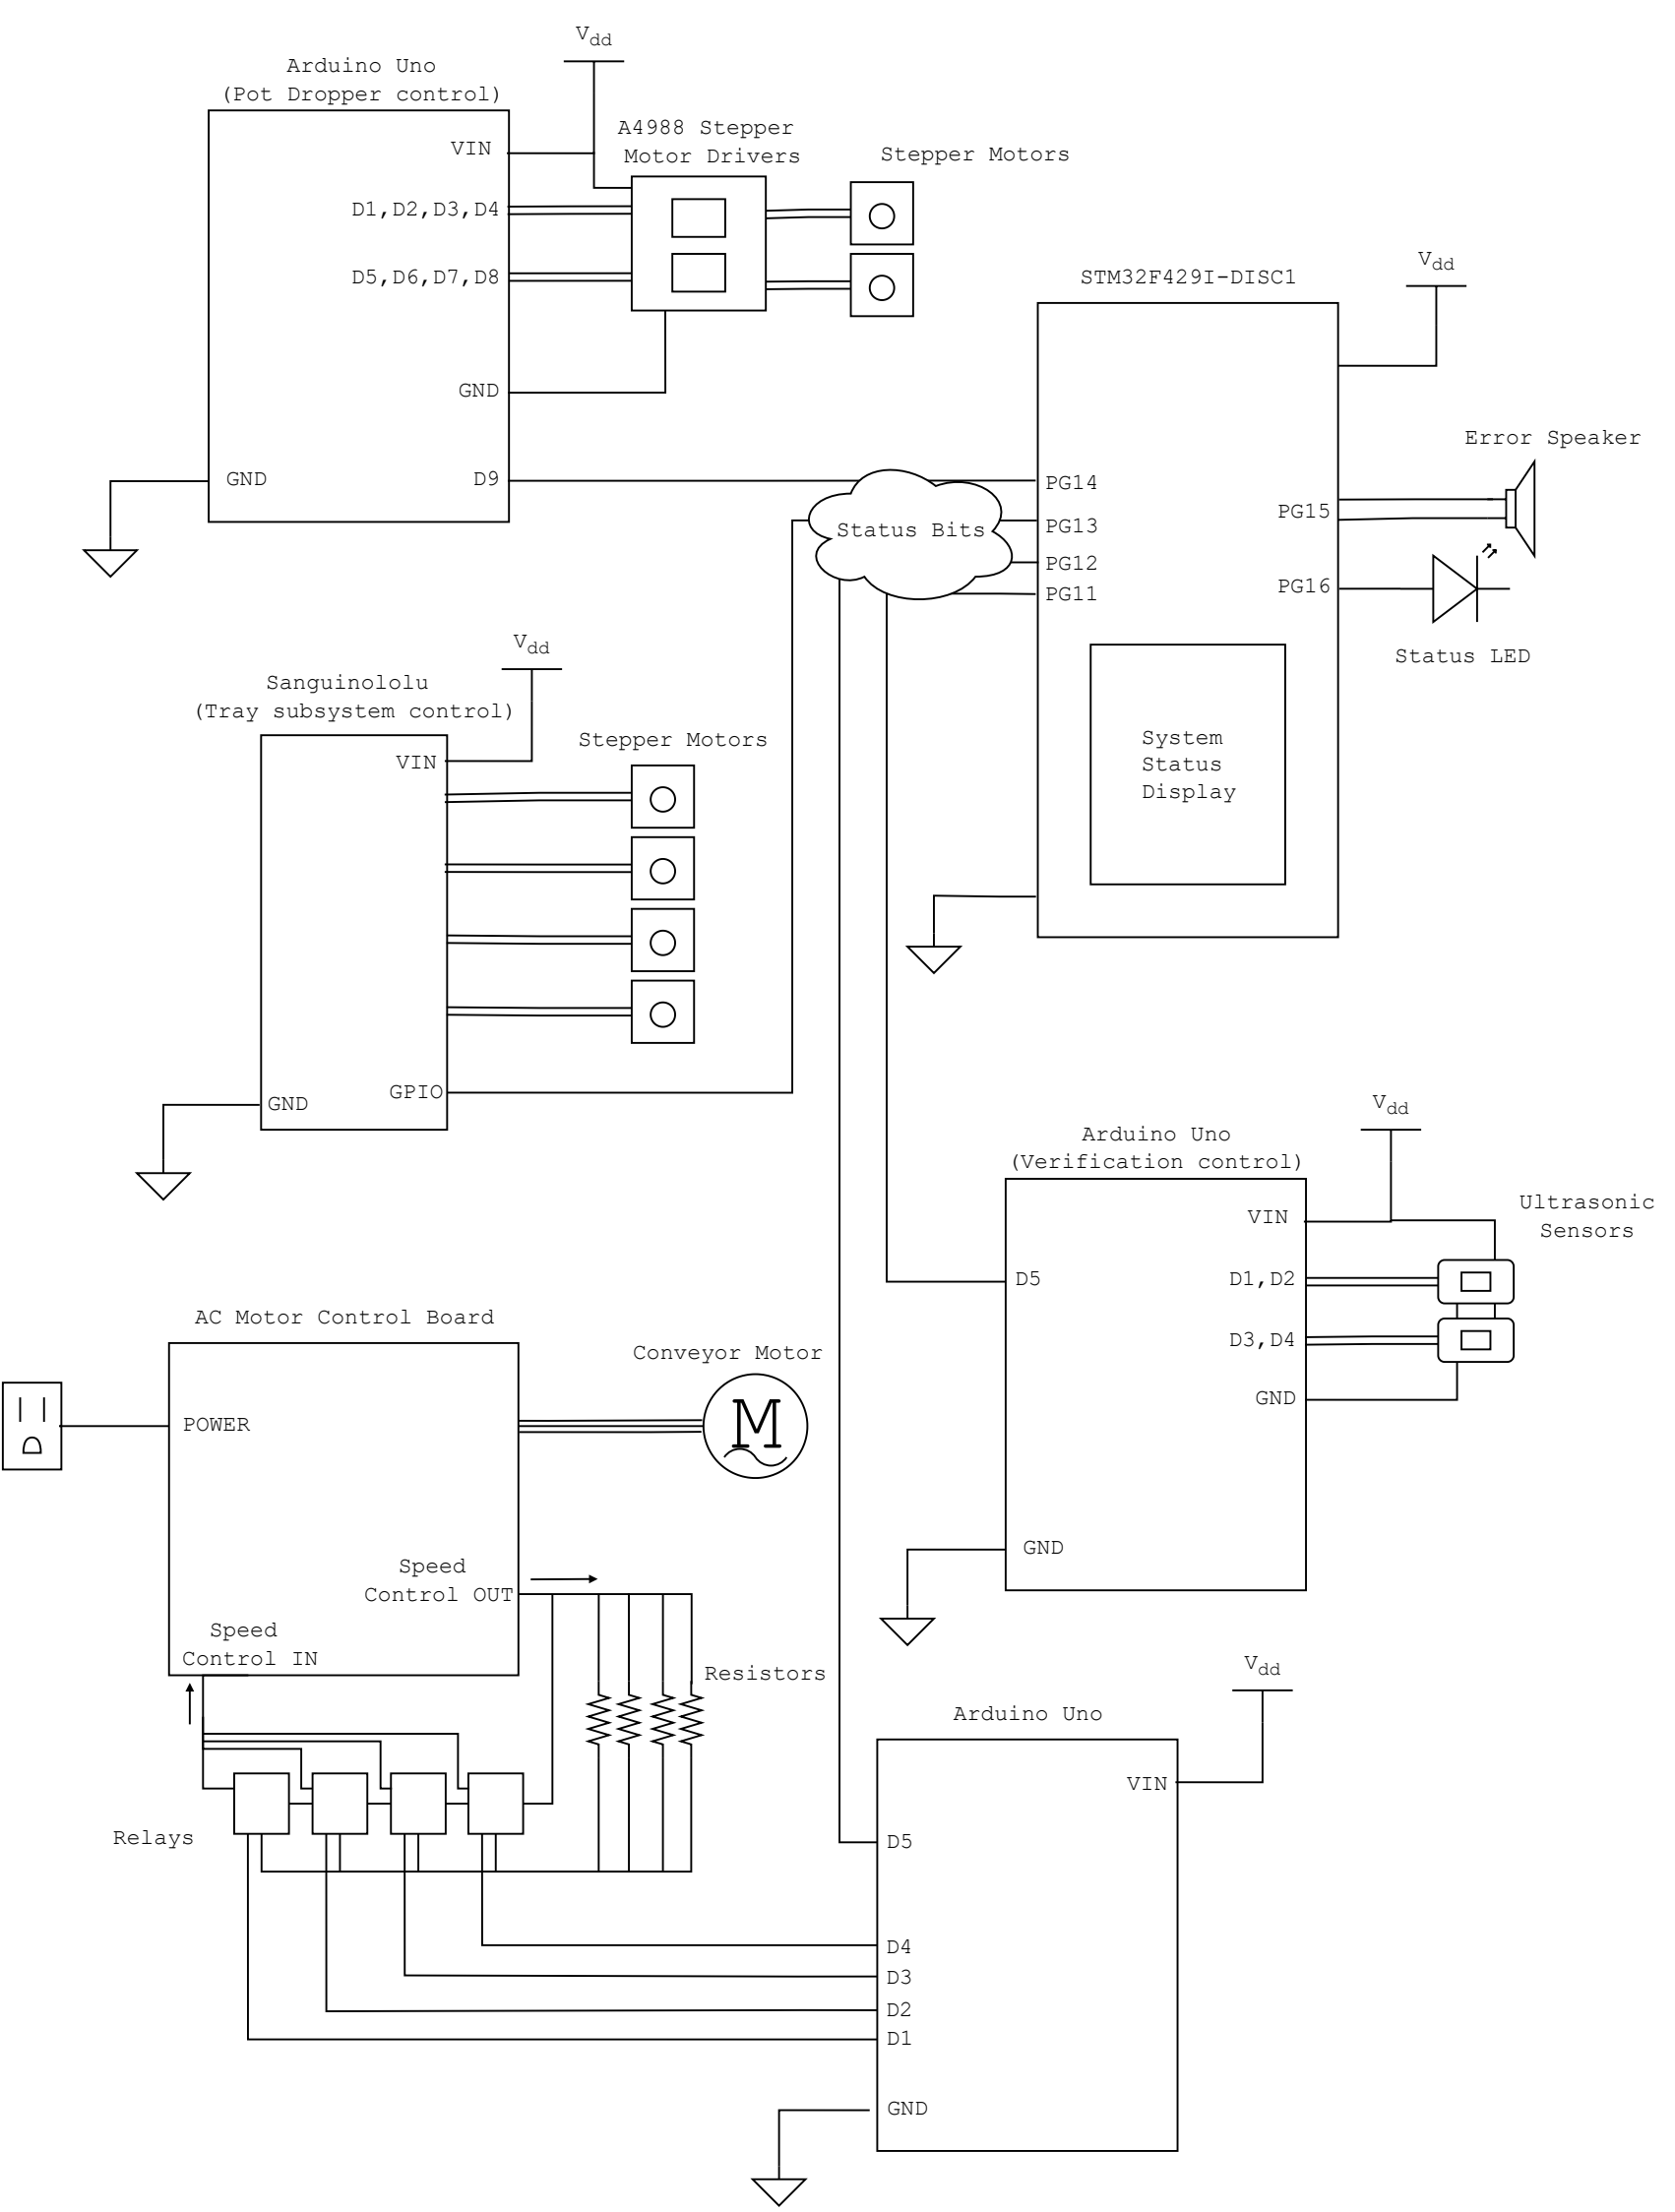 Vdd
Arduino Uno
(Pot Dropper control)
VIN
D1,D2,D3,D4
D5,D6,D7,D8
GND
GND
D9
A4988 Stepper
Motor Drivers
Stepper Motors
Vdd
STM32F429I-DISC1
PG14
PG13
PG12
PG11
PG15
PG16
Error Speaker
Status LED
Status Bits
System
Status
Display
Vdd
Sanguinololu
(Tray subsystem control)
VIN
Stepper Motors
GPIO
GND
Vdd
Arduino Uno
(Verification control)
VIN
D5
D1,D2
D3,D4
GND
GND
Ultrasonic
Sensors
AC Motor Control Board
POWER
Conveyor Motor
M
Speed
Control OUT
Speed
Control IN
Resistors
Relays
Vdd
Arduino Uno
VIN
D5
D4
D3
D2
D1
GND